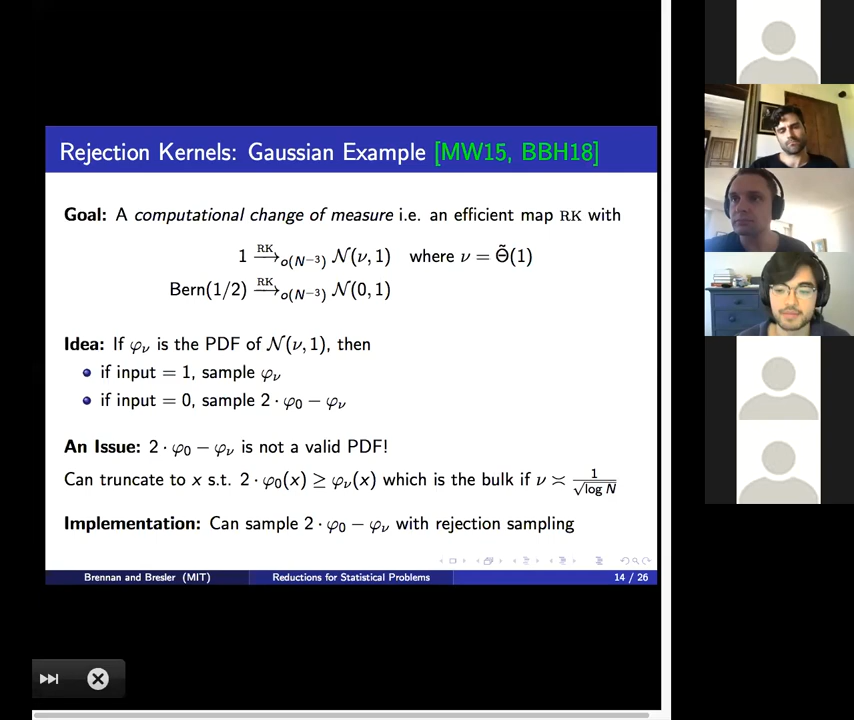 Rejection Kernels: Gaussian Example [MW15, BBH18]
Goal: A computational change of measure i.e. an efficient map RK with
1 →^{RK}_{o(N^{-3})} 𝒩(ν, 1) where ν = Θ̃(1)
Bern(1/2) →^{RK}_{o(N^{-3})} 𝒩(0, 1)
Idea: If φ_ν is the PDF of 𝒩(ν, 1), then
if input = 1, sample φ_ν
if input = 0, sample 2 · φ_0 − φ_ν
An Issue: 2 · φ_0 − φ_ν is not a valid PDF!
Can truncate to x s.t. 2 · φ_0(x) ≥ φ_ν(x) which is the bulk if ν ≍ 1/√log N
Implementation: Can sample 2 · φ_0 − φ_ν with rejection sampling
Brennan and Bresler (MIT) Reductions for Statistical Problems 14 / 26